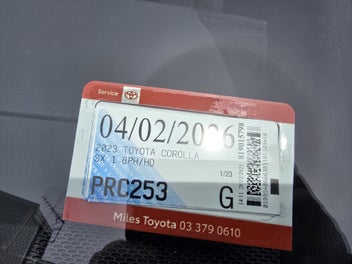 Service
04/02/2026
2023 TOYOTA COROLLA
SX 1 8PH/HD
1/23
PRC253
G
819015798
Miles Toyota 03 379 0610